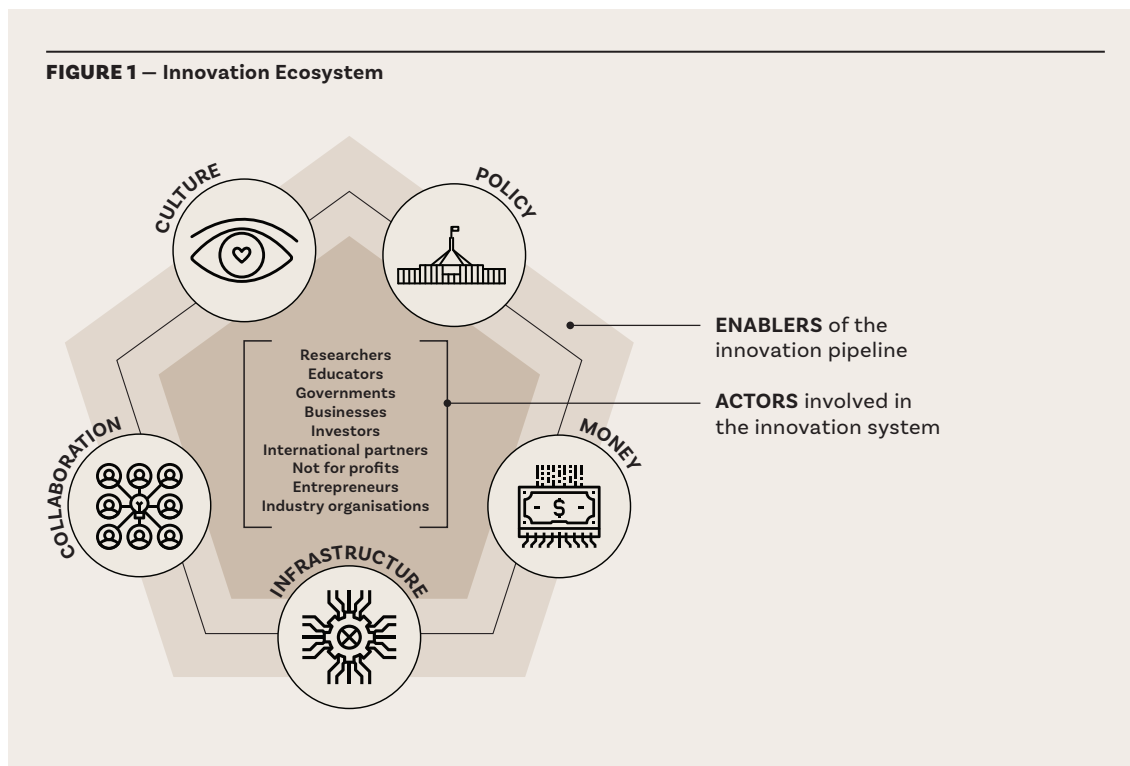 FIGURE 1 — Innovation Ecosystem
CULTURE
POLICY
ENABLERS of the
innovation pipeline
Researchers
Educators
Governments
Businesses
Investors
International partners
Not for profits
Entrepreneurs
Industry organisations
ACTORS involved in
the innovation system
COLLABORATION
MONEY
$
INFRASTRUCTURE